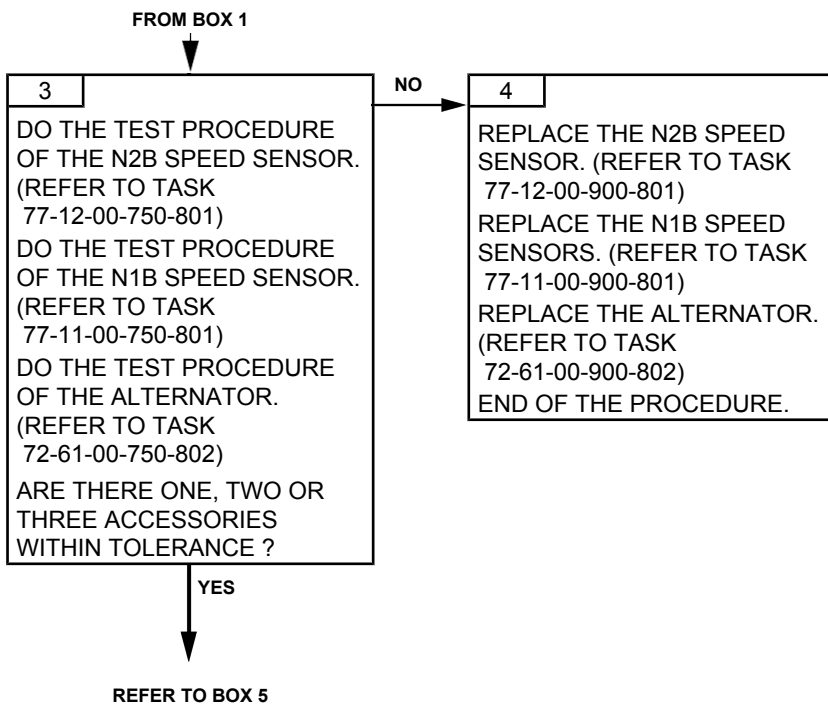 FROM BOX 1
3
DO THE TEST PROCEDURE
OF THE N2B SPEED SENSOR.
(REFER TO TASK
77-12-00-750-801)
DO THE TEST PROCEDURE
OF THE N1B SPEED SENSOR.
(REFER TO TASK
77-11-00-750-801)
DO THE TEST PROCEDURE
OF THE ALTERNATOR.
(REFER TO TASK
72-61-00-750-802)
ARE THERE ONE, TWO OR
THREE ACCESSORIES
WITHIN TOLERANCE ?
NO
4
REPLACE THE N2B SPEED
SENSOR. (REFER TO TASK
77-12-00-900-801)
REPLACE THE N1B SPEED
SENSORS. (REFER TO TASK
77-11-00-900-801)
REPLACE THE ALTERNATOR.
(REFER TO TASK
72-61-00-900-802)
END OF THE PROCEDURE.
YES
REFER TO BOX 5